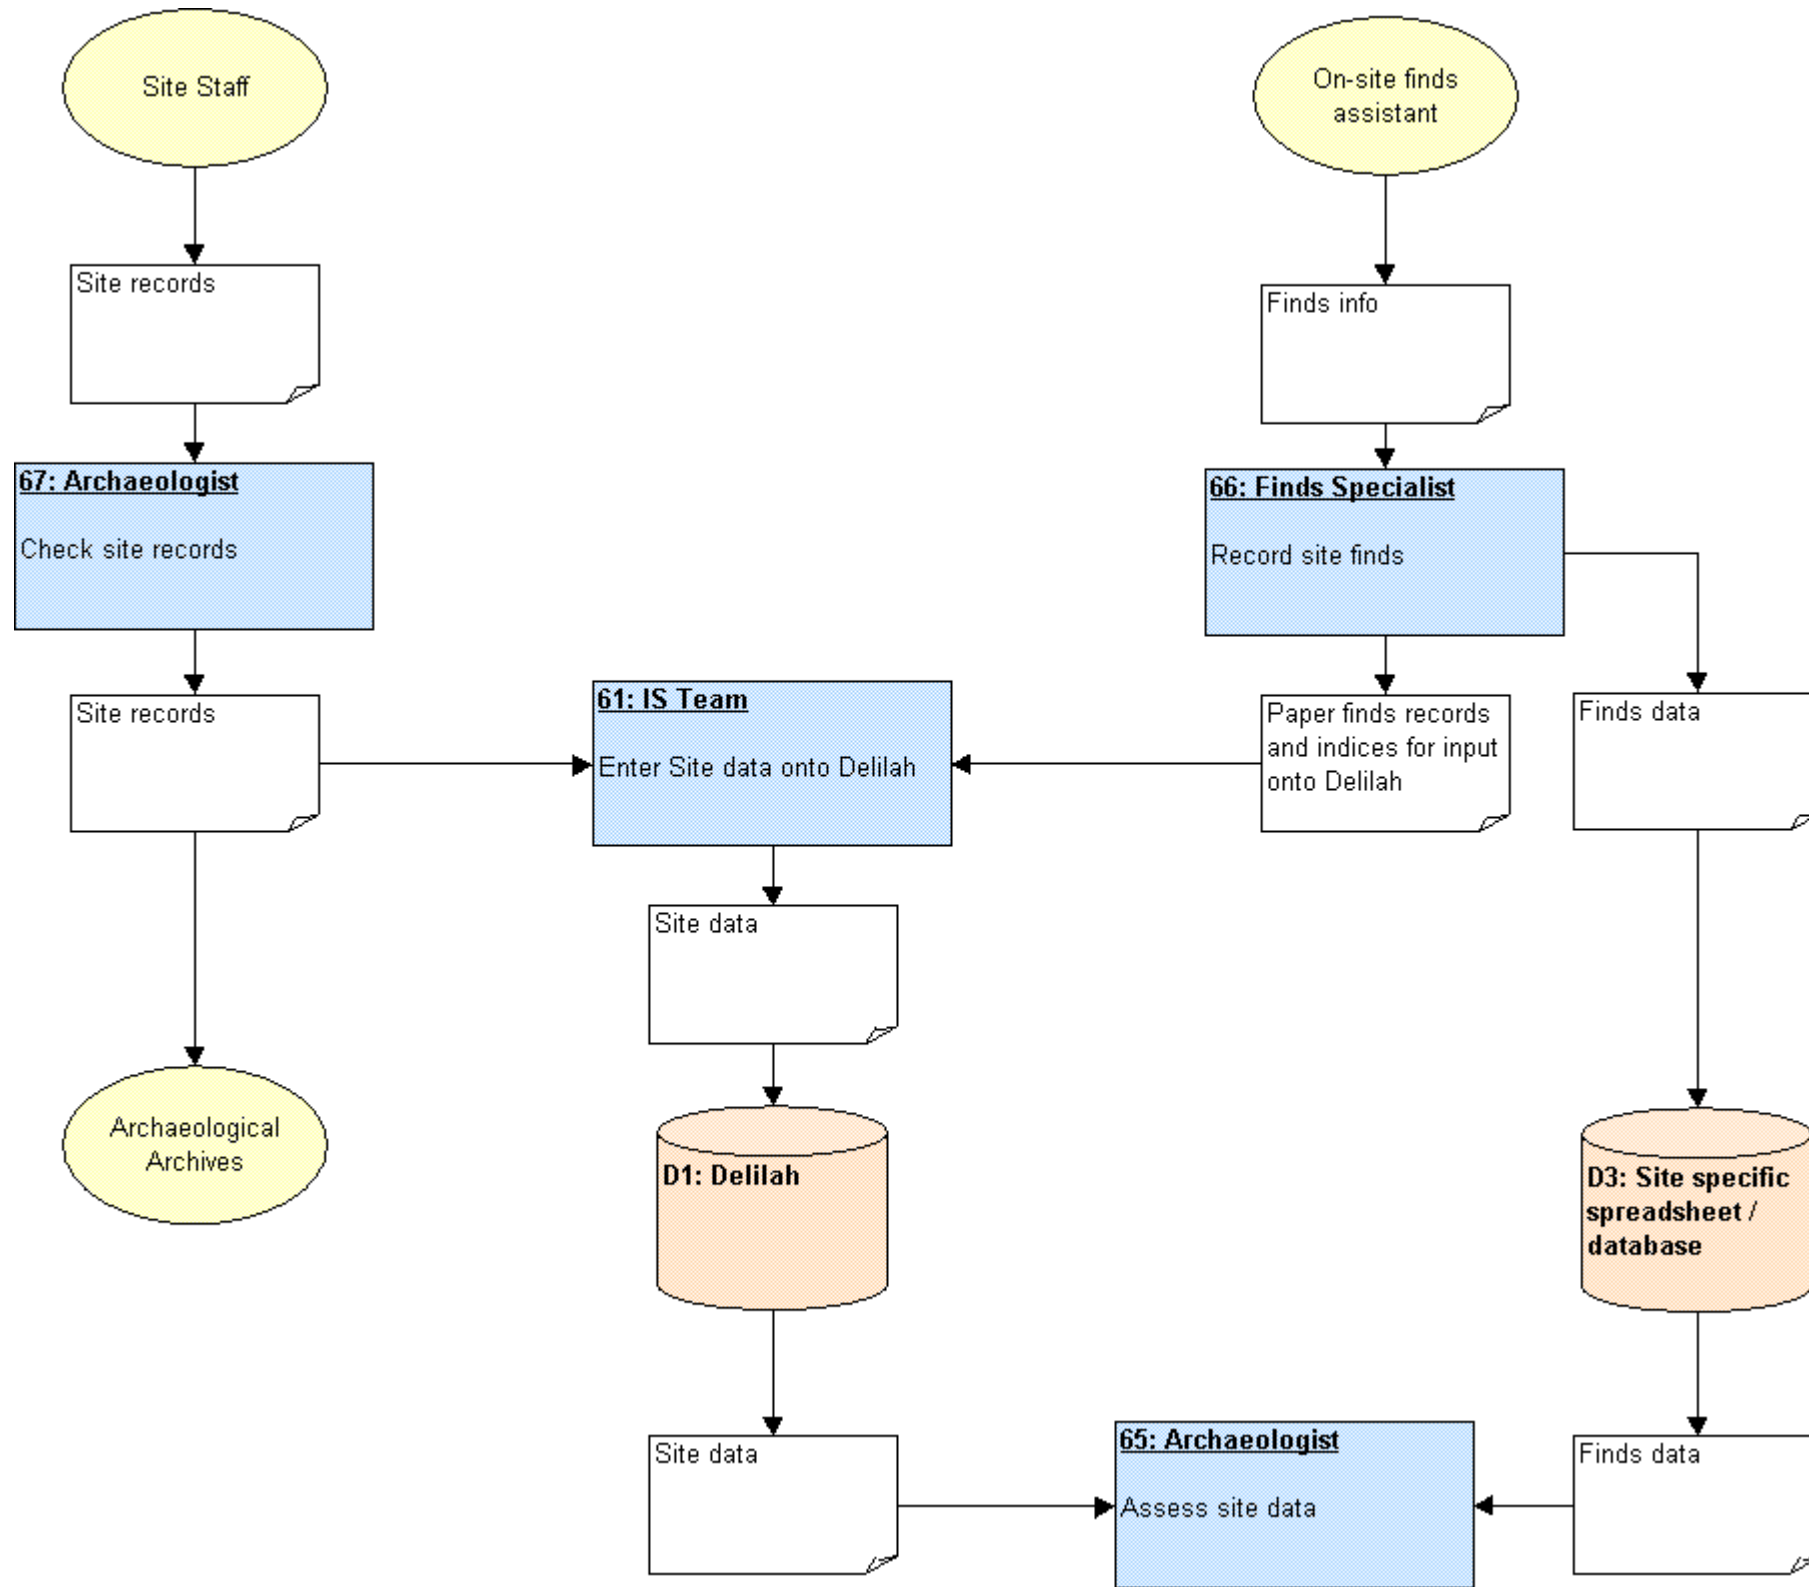 Site Staff
On-site finds
assistant
Site records
Finds info
67: Archaeologist
Check site records
66: Finds Specialist
Record site finds
Site records
61: IS Team
Enter Site data onto Delilah
Paper finds records
and indices for input
onto Delilah
Finds data
Site data
Archaeological
Archives
D1: Delilah
D3: Site specific
spreadsheet /
database
Site data
65: Archaeologist
Assess site data
Finds data